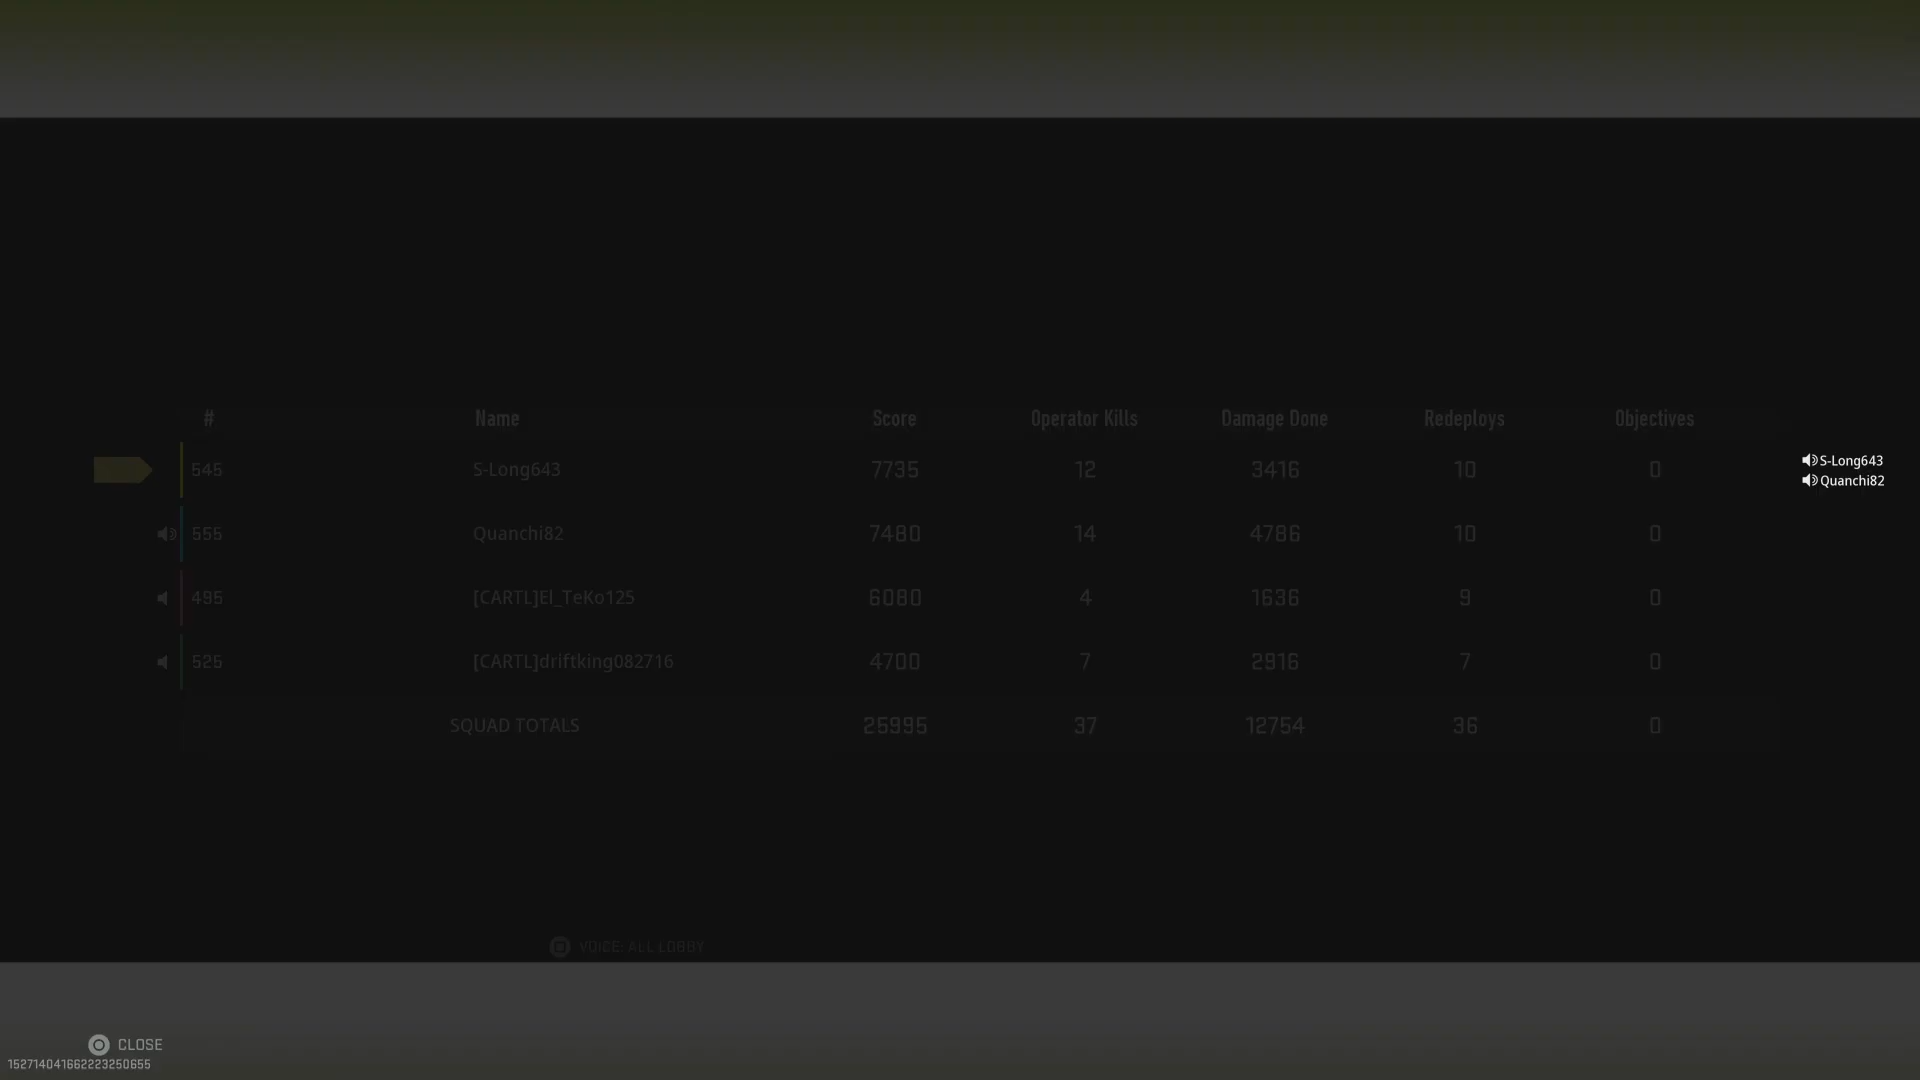 # Name Score Operator Kills Damage Done Redeploys Objectives
545 S-Long643 7735 12 3416 10 0
S-Long643
Quanchi82
555 Quanchi82 7480 14 4786 10 0
495 [CARTL]El_TeKo125 6080 4 1636 9 0
525 [CARTL]driftking082716 4700 7 2916 7 0
SQUAD TOTALS 25995 37 12754 36 0
VOICE: ALL LOBBY
CLOSE
152714041662223250655